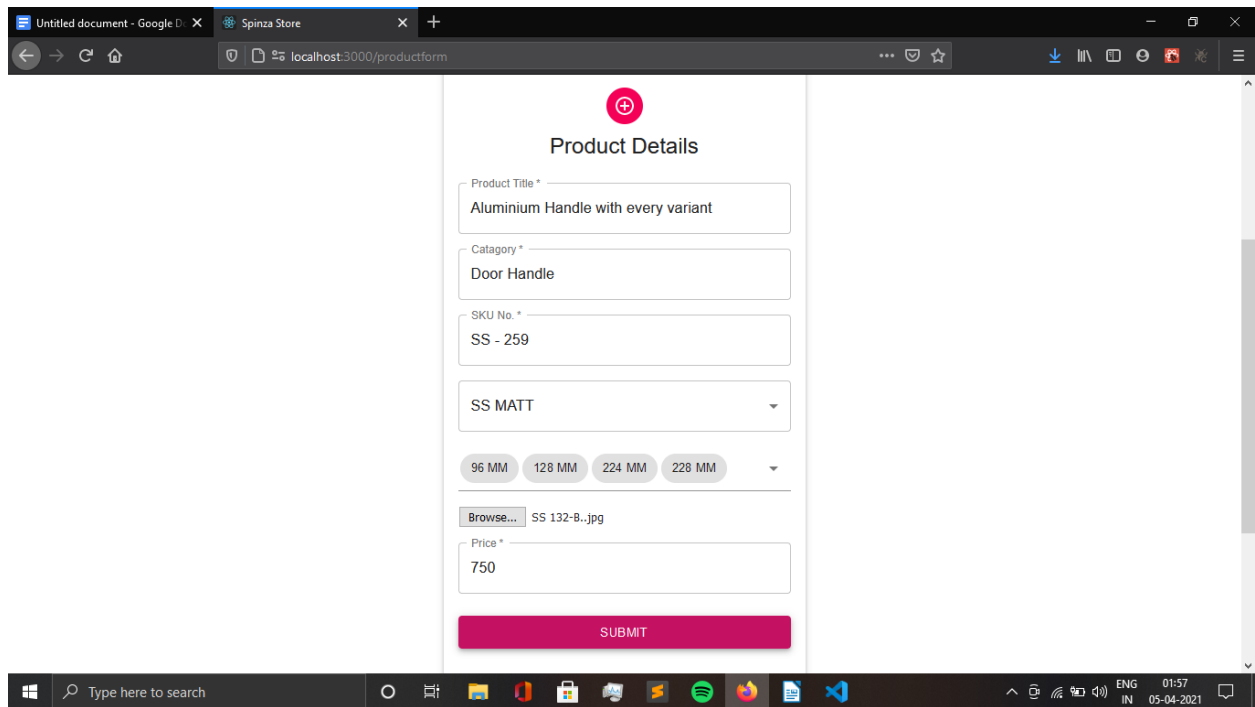 Untitled document - Google Do
Spinza Store
localhost:3000/productform
Product Details
Product Title *
Aluminium Handle with every variant
Catagory *
Door Handle
SKU No. *
SS - 259
SS MATT
96 MM 128 MM 224 MM 228 MM
Browse... SS 132-B..jpg
Price *
750
SUBMIT
Type here to search
ENG 01:57
IN 05-04-2021